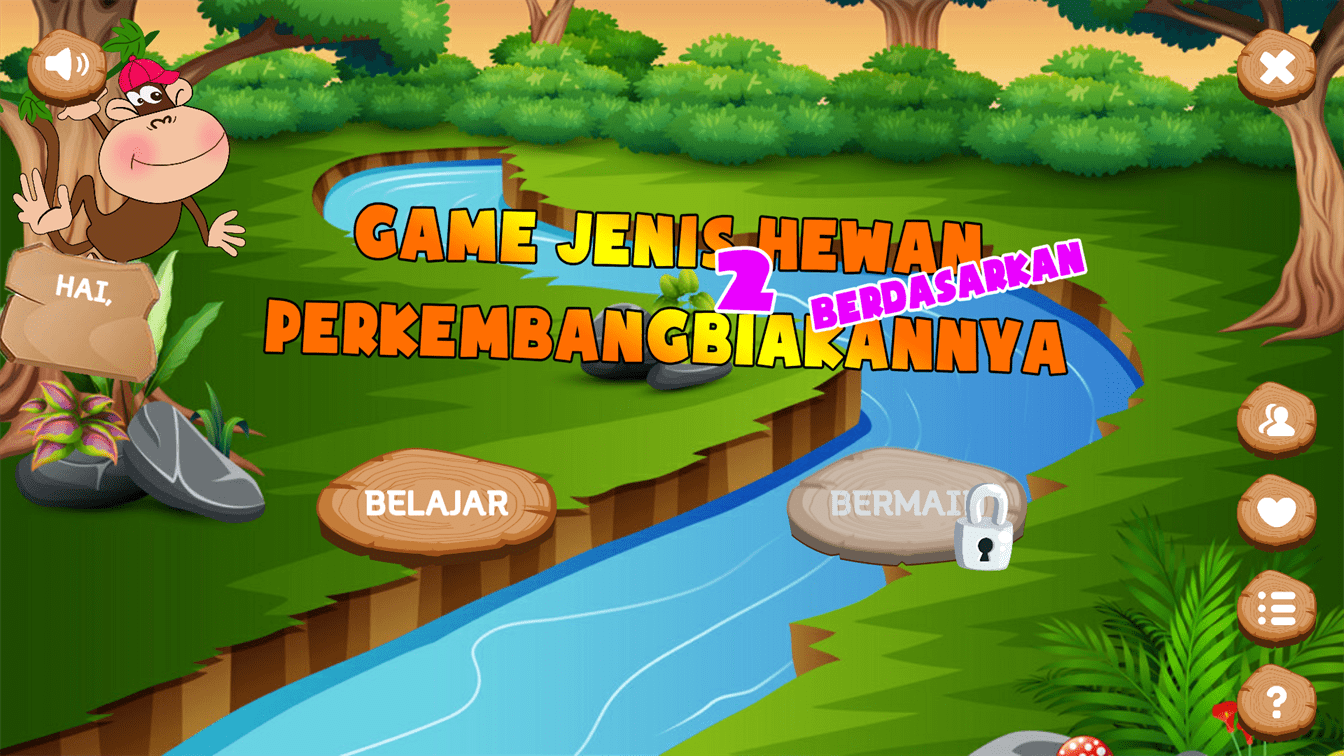 HAI,
GAME JENIS HEWAN
2 BERDASARKAN
PERKEMBANGBIAKANNYA
BELAJAR
BERMAIN
?